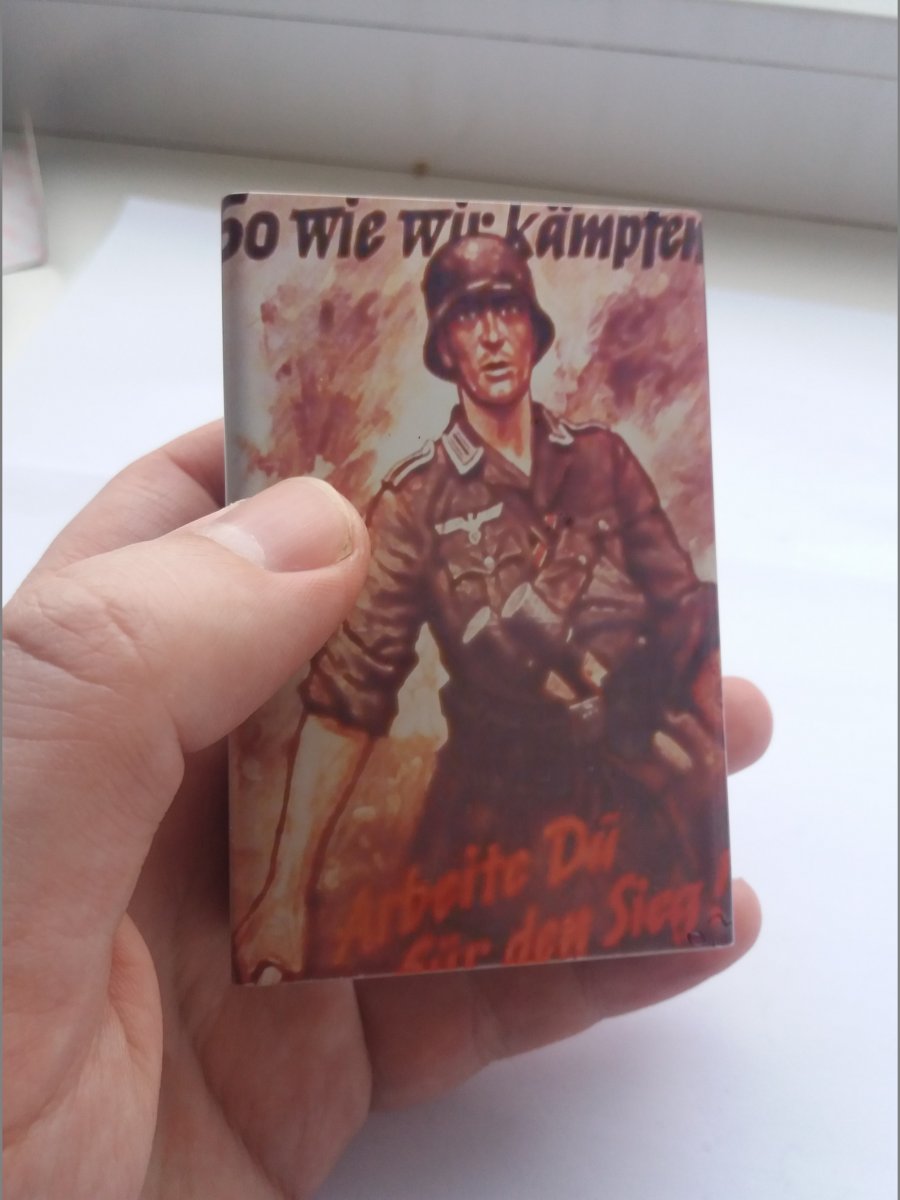 So wie wir kämpfen
Arbeite Du
für den Sieg!